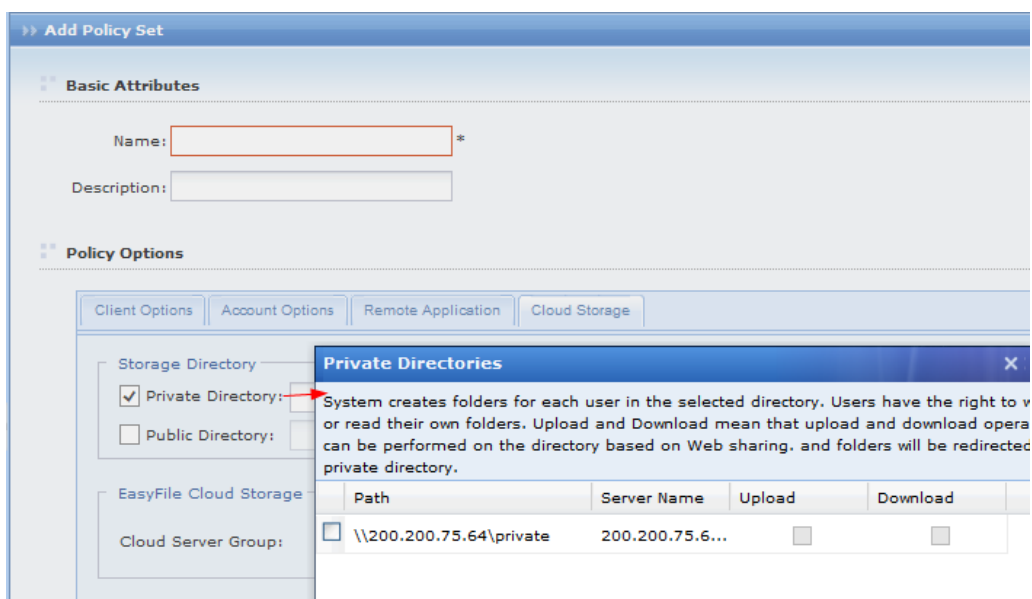 Add Policy Set
Basic Attributes
Name: *
Description:
Policy Options
Client Options Account Options Remote Application Cloud Storage
Storage Directory
Private Directory:
Public Directory:
EasyFile Cloud Storage
Cloud Server Group:
Private Directories
System creates folders for each user in the selected directory. Users have the right to
or read their own folders. Upload and Download mean that upload and download
can be performed on the directory based on Web sharing. and folders will be redirected
private directory.
Path Server Name Upload Download
\\200.200.75.64\private 200.200.75.6...